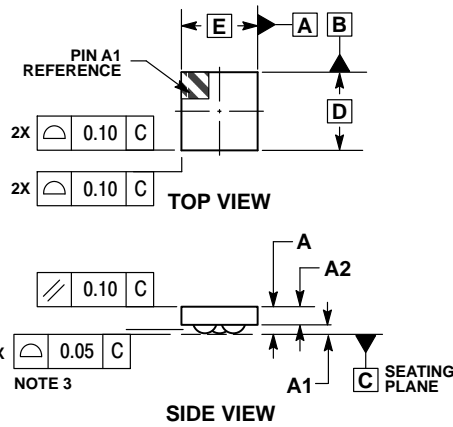 E
A
B
PIN A1
REFERENCE
D
2X ⌓ 0.10 C
2X ⌓ 0.10 C
TOP VIEW
A
A2
⫽ 0.10 C
X ⌓ 0.05 C
NOTE 3
A1
C SEATING
PLANE
SIDE VIEW